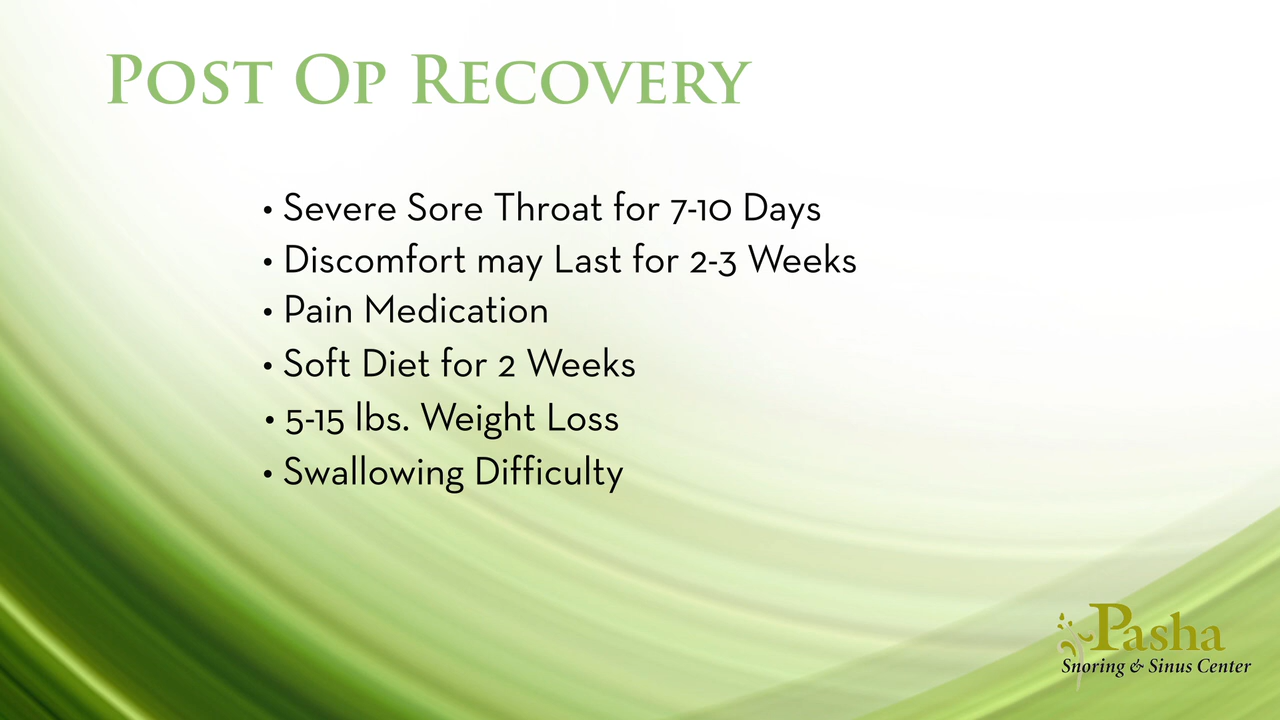 Post Op Recovery
• Severe Sore Throat for 7-10 Days
• Discomfort may Last for 2-3 Weeks
• Pain Medication
• Soft Diet for 2 Weeks
• 5-15 lbs. Weight Loss
• Swallowing Difficulty
Pasha
Snoring & Sinus Center